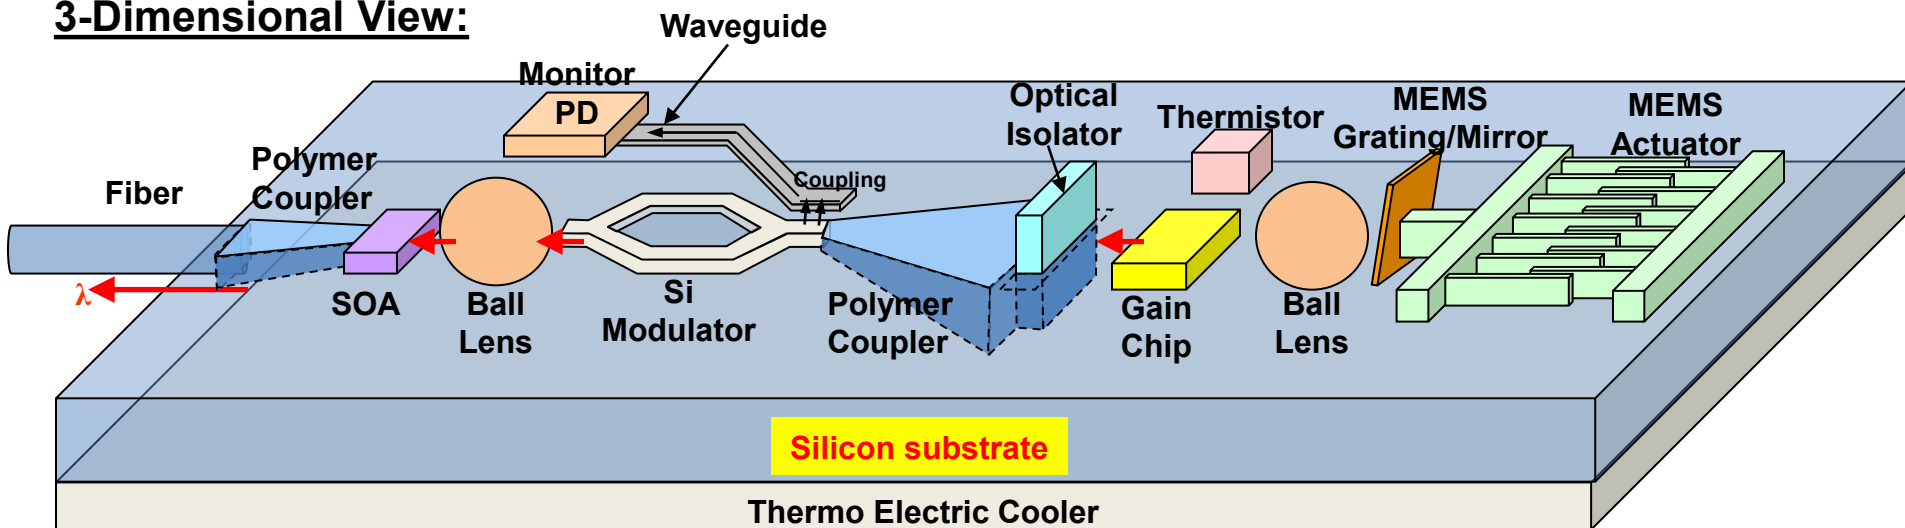 3-Dimensional View:
Waveguide
Monitor
PD
Optical
Isolator
Thermistor
MEMS
Grating/Mirror
MEMS
Actuator
Polymer
Coupler
Fiber
Coupling
λ
SOA
Ball
Lens
Si
Modulator
Polymer
Coupler
Gain
Chip
Ball
Lens
Silicon substrate
Thermo Electric Cooler